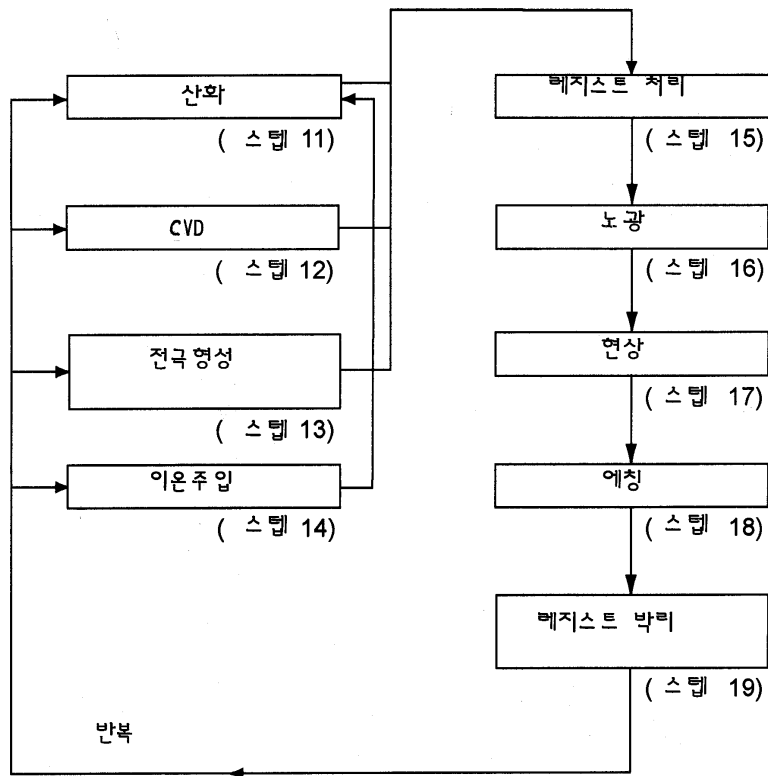 산화
( 스텝 11)
CVD
( 스텝 12)
전극형성
( 스텝 13)
이온주입
( 스텝 14)
레지스트 처리
( 스텝 15)
노광
( 스텝 16)
현상
( 스텝 17)
에칭
( 스텝 18)
레지스트 박리
( 스텝 19)
반복